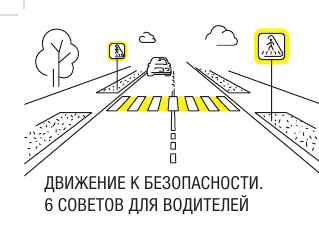 ДВИЖЕНИЕ К БЕЗОПАСНОСТИ.
6 СОВЕТОВ ДЛЯ ВОДИТЕЛЕЙ